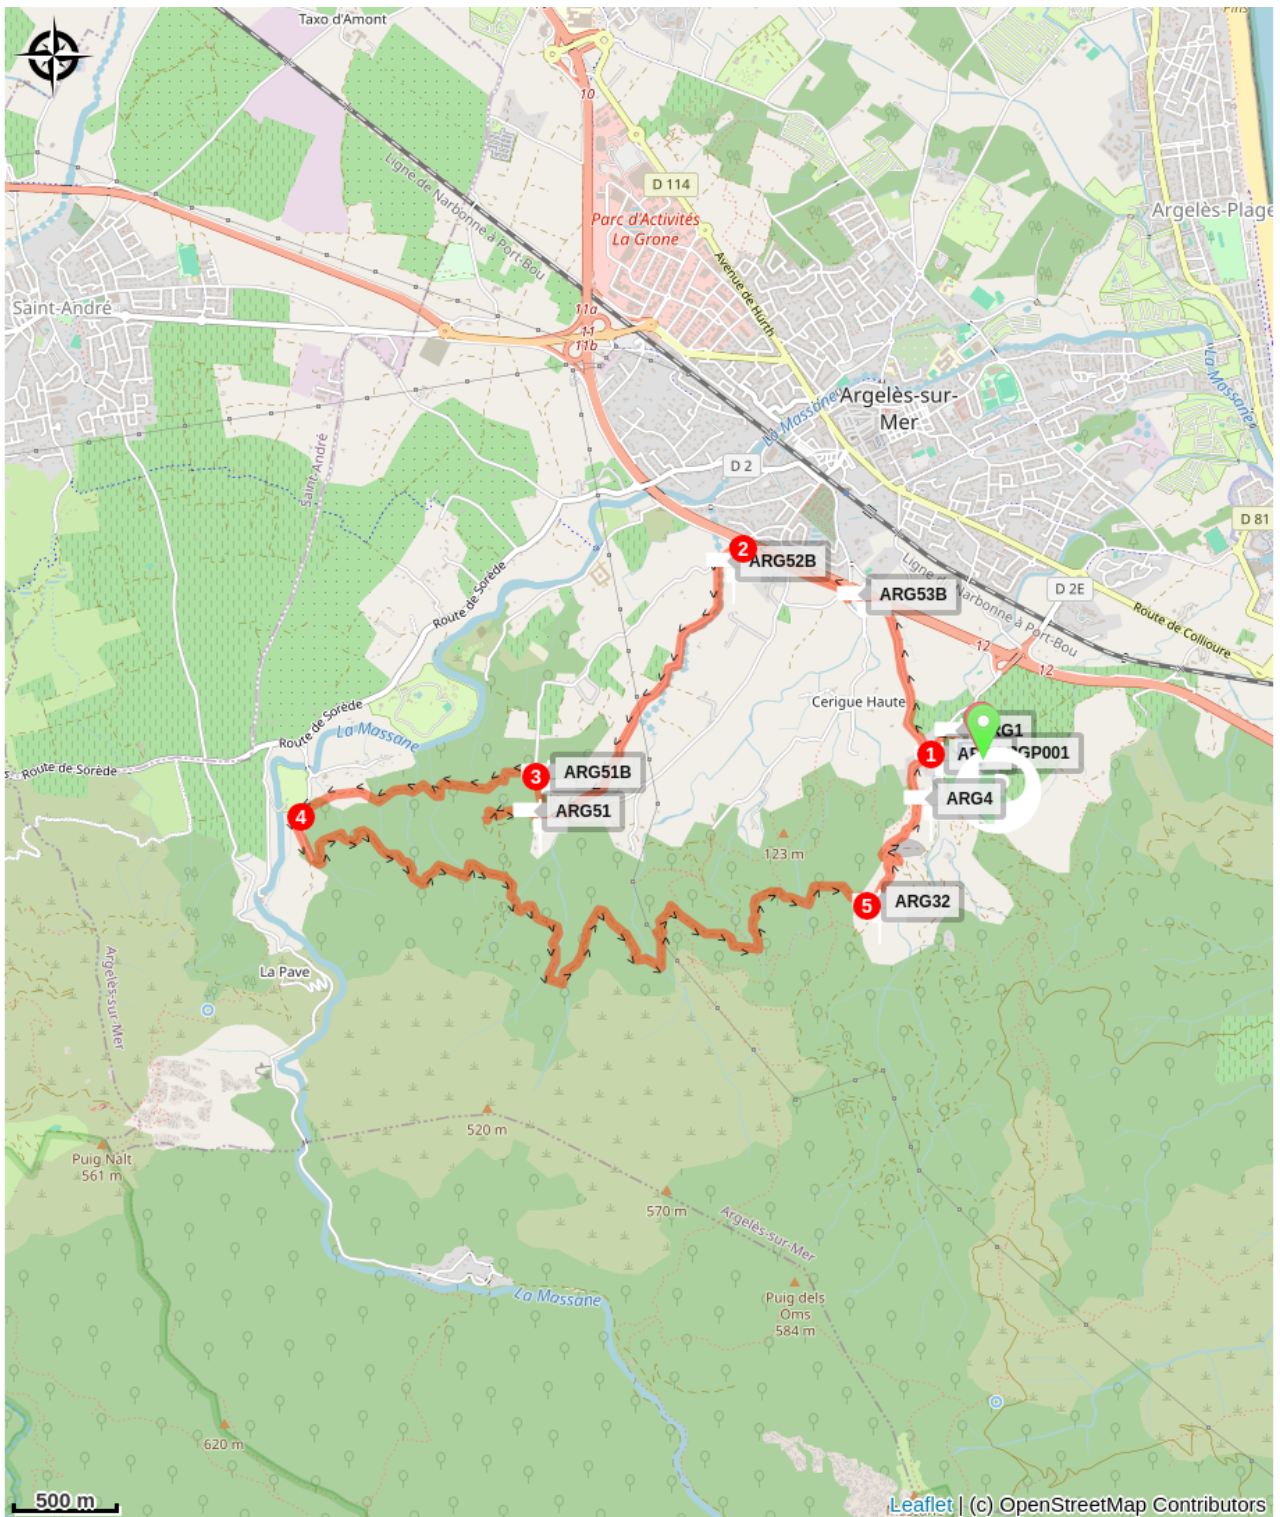 Taxo d'Amont
Pins
10
Ligne de Narbonne à Port-Bou
D 114
Parc d'Activités
La Grone
Argelès-Plage
Avenue de Hürth
Saint-André
11a
11
11b
La Massane
La Massane
Argelès-sur-
Mer
Saint-André
D 2
D 81
2
ARG52B
Ligne de Narbonne à Port-Bou
D 2E
Route de Sorède
ARG53B
Route de Collioure
12
12
Cerigue Haute
Route de Sorède
La Massane
RG1
1
GP001
Route de Sorède
3
ARG51B
ARG4
4
ARG51
123 m
5
ARG32
Argelès-sur-Mer
La Pave
520 m
Puig Nalt
561 m
570 m
Argelès-sur-Mer
La Massane
Puig dels
Oms
584 m
620 m
500 m
Leaflet | (c) OpenStreetMap Contributors